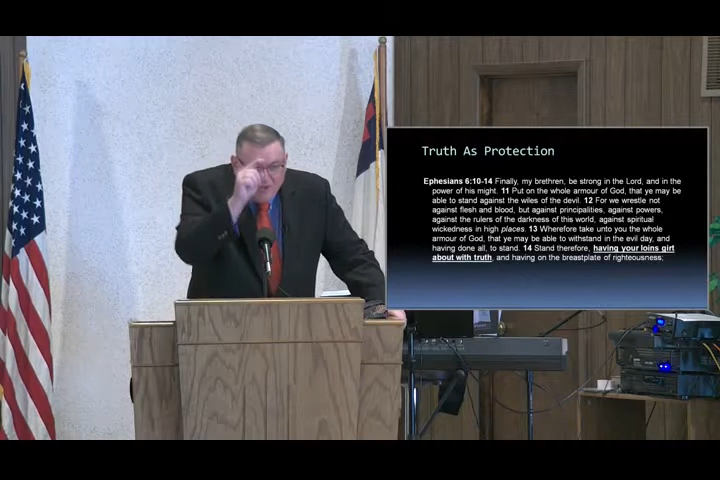 Truth As Protection
Ephesians 6:10-14 Finally, my brethren, be strong in the Lord, and in the
power of his might. 11 Put on the whole armour of God, that ye may be
able to stand against the wiles of the devil. 12 For we wrestle not
against flesh and blood, but against principalities, against powers,
against the rulers of the darkness of this world, against spiritual
wickedness in high places. 13 Wherefore take unto you the whole
armour of God, that ye may be able to withstand in the evil day, and
having done all, to stand. 14 Stand therefore, having your loins girt
about with truth, and having on the breastplate of righteousness;